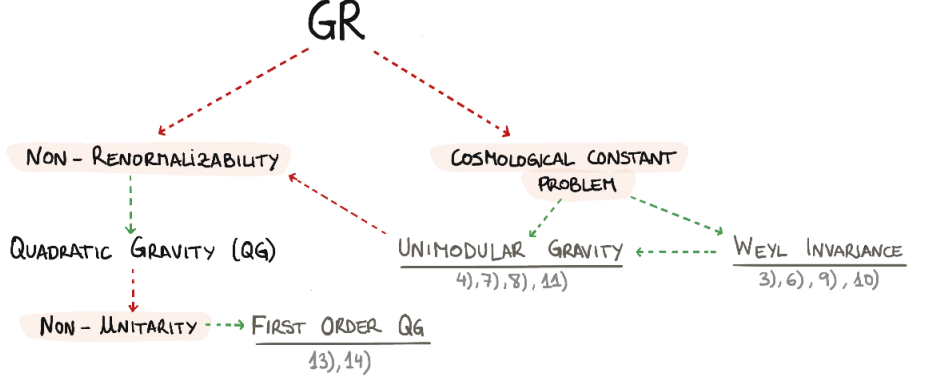 GR
NON-RENORMALIZABILITY
COSMOLOGICAL CONSTANT
PROBLEM
QUADRATIC GRAVITY (QG)
UNIMODULAR GRAVITY
4), 7), 8), 11)
WEYL INVARIANCE
3), 6), 9), 10)
NON-UNITARITY
FIRST ORDER QG
13), 14)